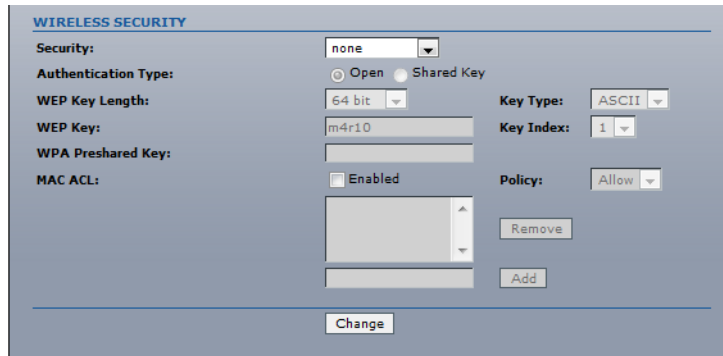 WIRELESS SECURITY
Security: none
Authentication Type: Open Shared Key
WEP Key Length: 64 bit Key Type: ASCII
WEP Key: m4r10 Key Index: 1
WPA Preshared Key:
MAC ACL: Enabled Policy: Allow
Remove
Add
Change